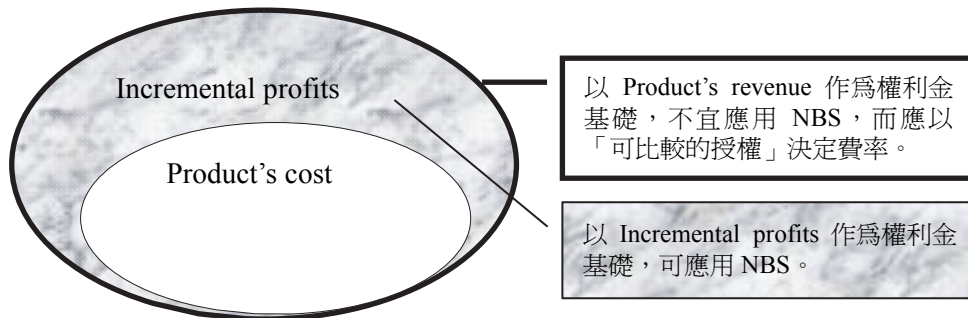 Incremental profits
Product's cost
以 Product's revenue 作為權利金
基礎，不宜應用 NBS，而應以
「可比較的授權」決定費率。
以 Incremental profits 作為權利金
基礎，可應用 NBS。